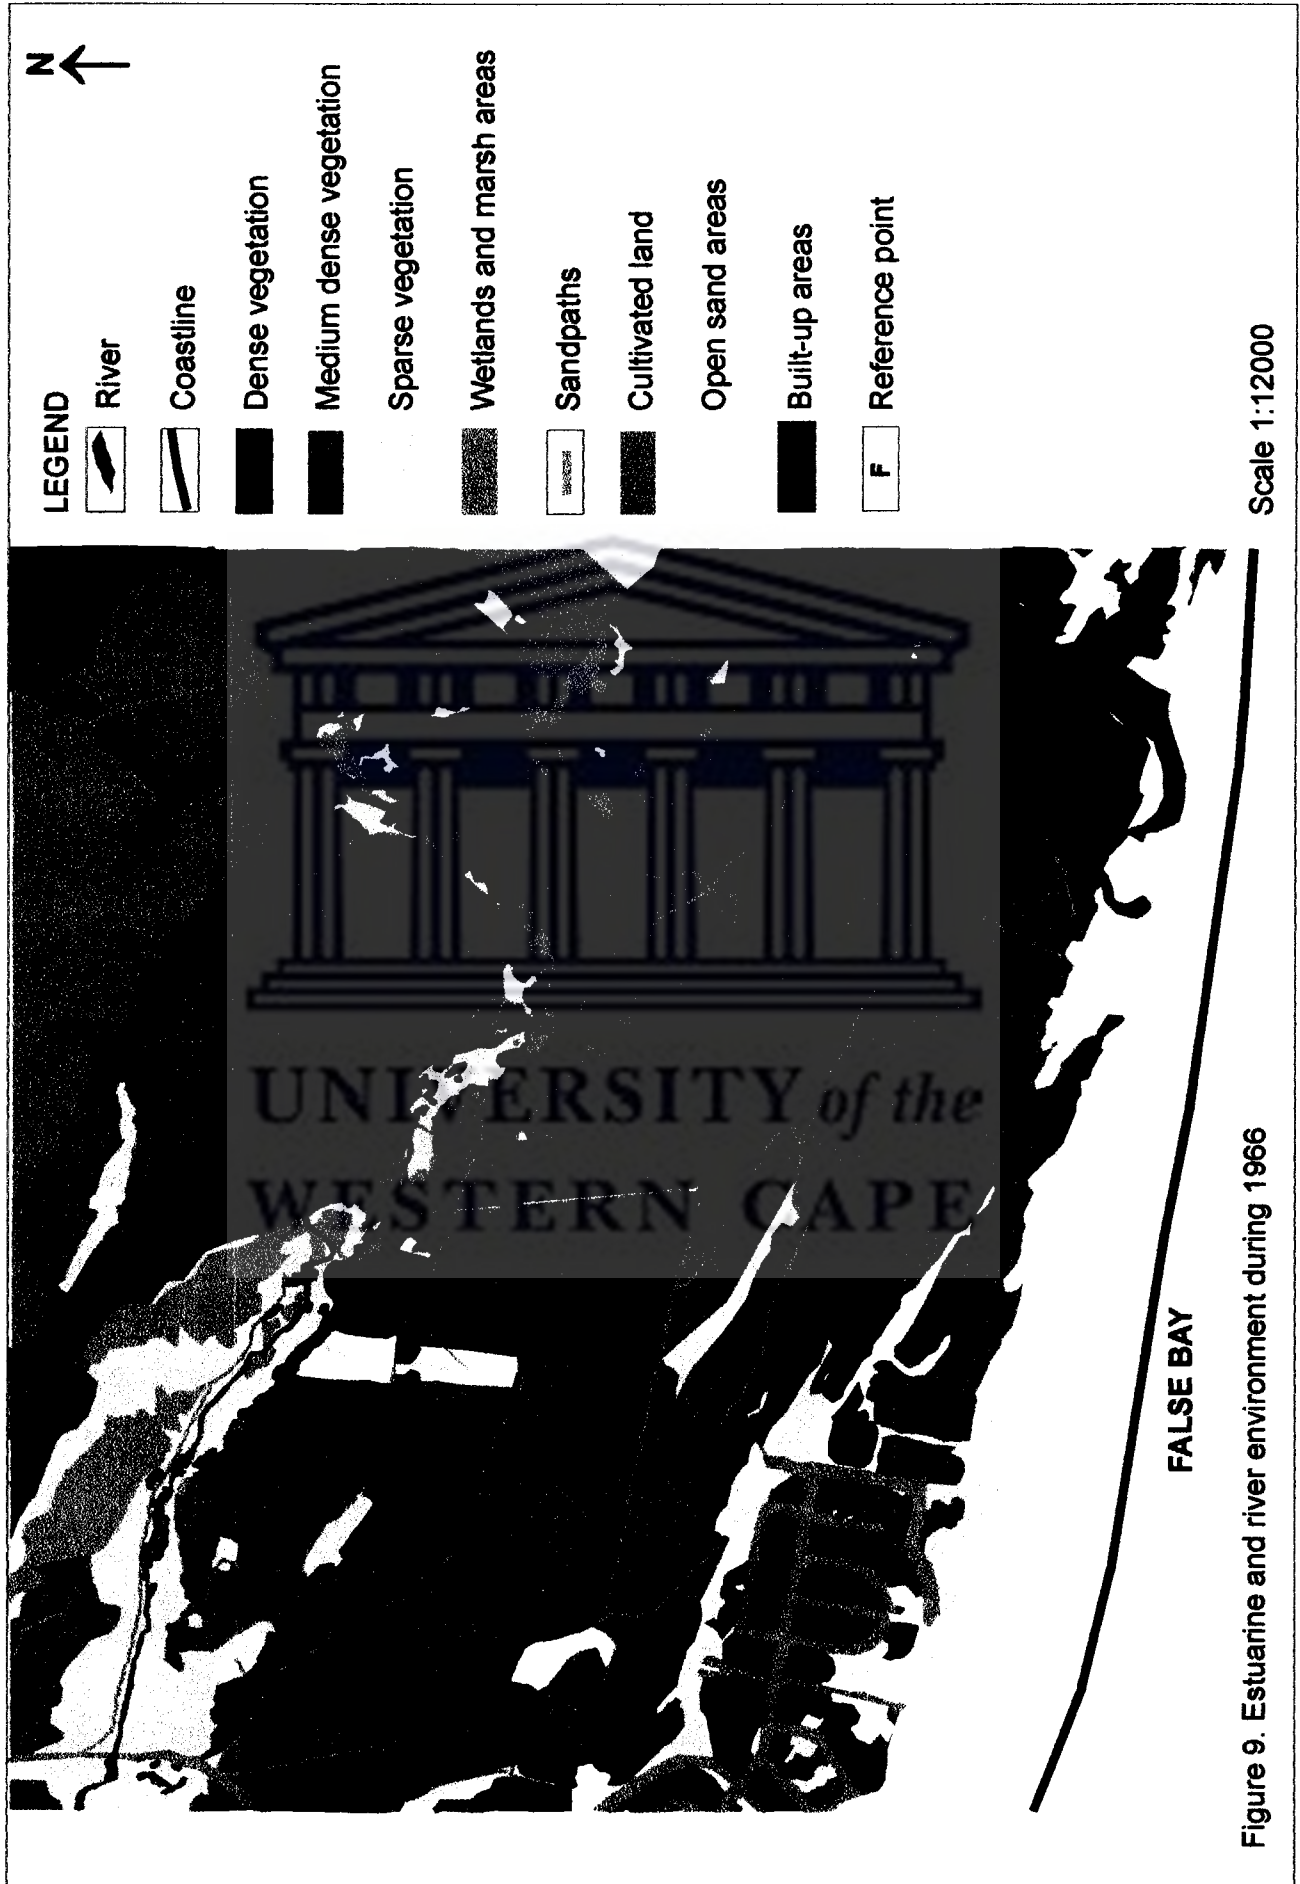 N
LEGEND
River
Coastline
Dense vegetation
Medium dense vegetation
Sparse vegetation
Wetlands and marsh areas
Sandpaths
Cultivated land
Open sand areas
Built-up areas
F Reference point
Scale 1:12000
UNIVERSITY of the
WESTERN CAPE
FALSE BAY
Figure 9. Estuarine and river environment during 1966